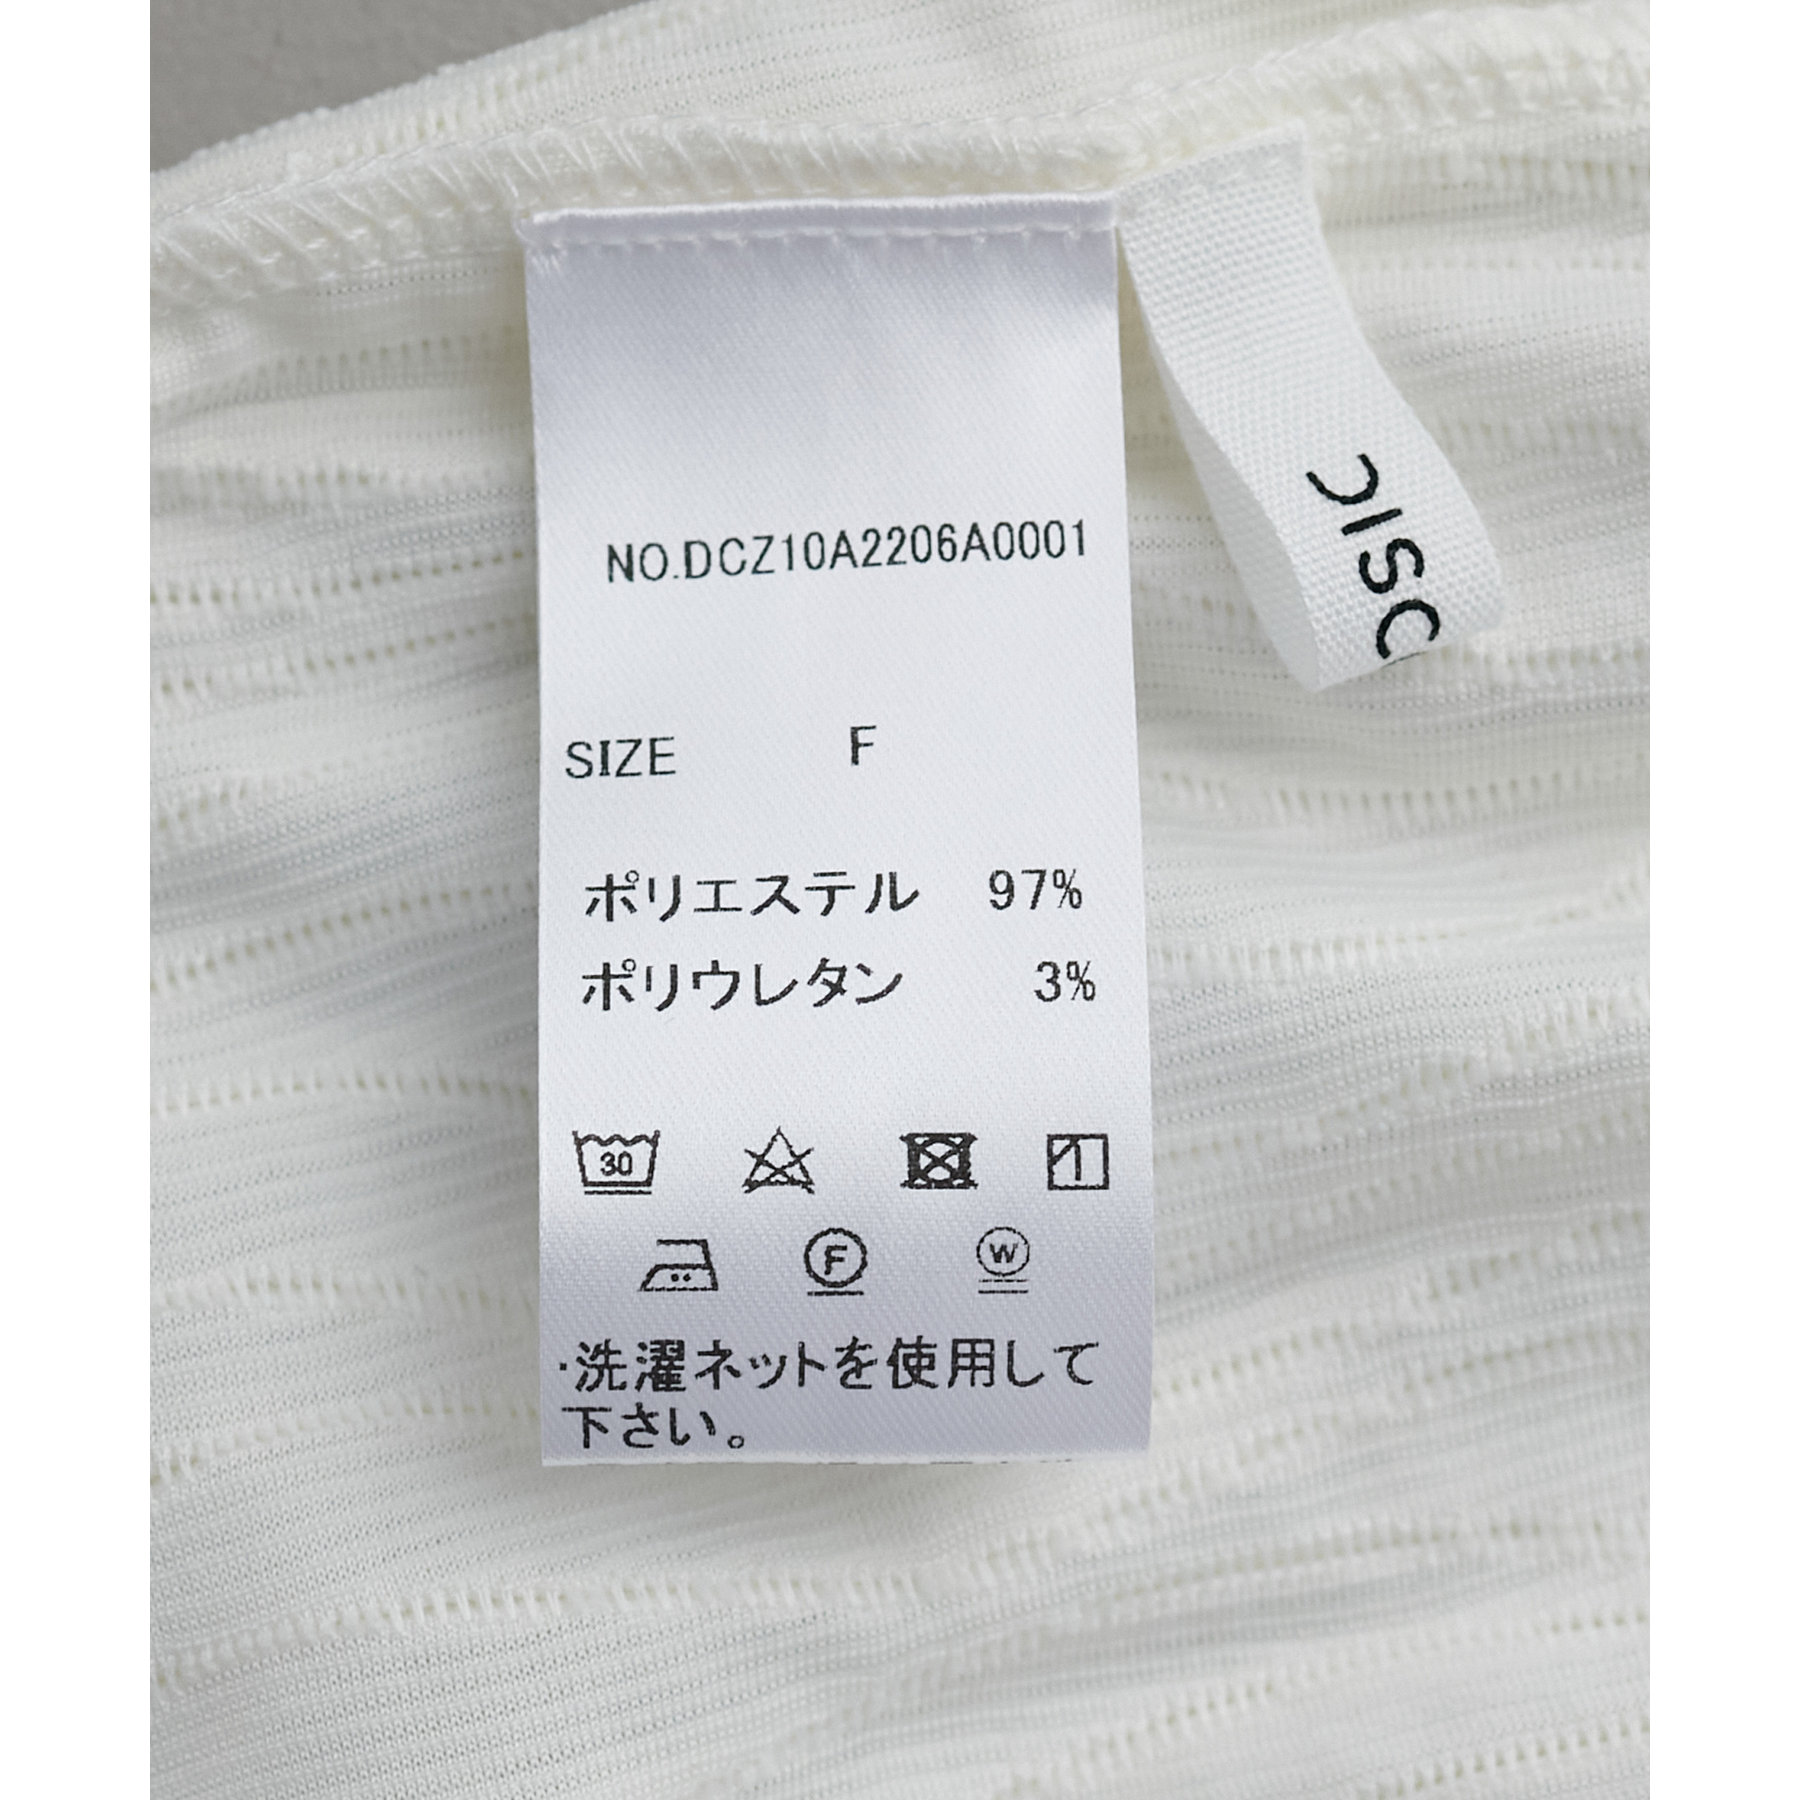 NO.DCZ10A2206A0001
DISC
SIZE F
ポリエステル 97%
ポリウレタン 3%
30
F
W
·洗濯ネットを使用して
下さい。